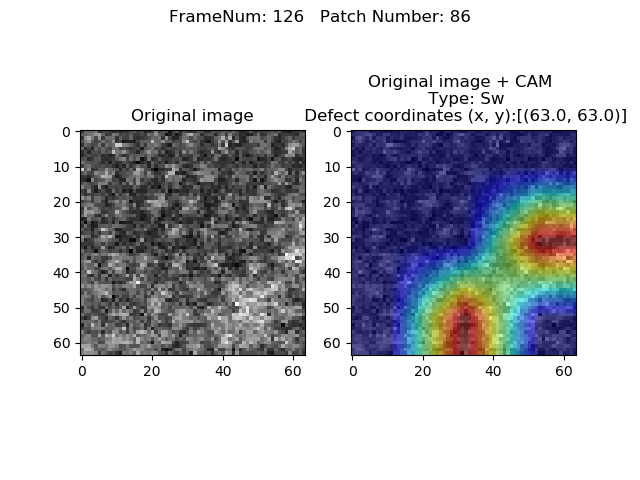 FrameNum: 126   Patch Number: 86
Original image + CAM
Type: Sw
Original image
Defect coordinates (x, y):[(63.0, 63.0)]
0
10
20
30
40
50
60
0 20 40 60
0
10
20
30
40
50
60
0 20 40 60